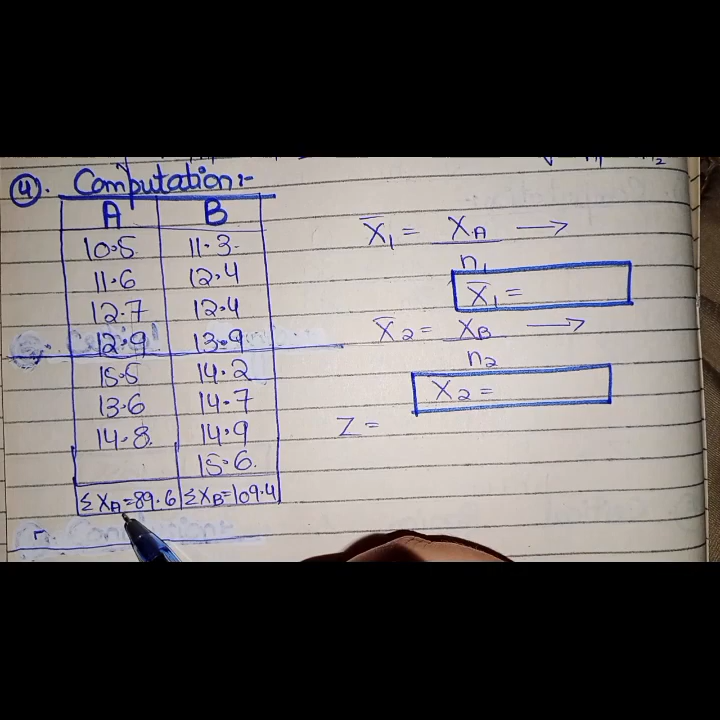 ④. Computation:-
A B
10.5 11.3
11.6 12.4
12.7 12.4
12.9 13.9
15.5 14.2
13.6 14.7
14.8 14.9
15.6
ΣXA=89.6 ΣXB=109.4
X̄1 = XA →
n1
X̄1 =
X̄2 = XB →
n2
X2 =
Z =